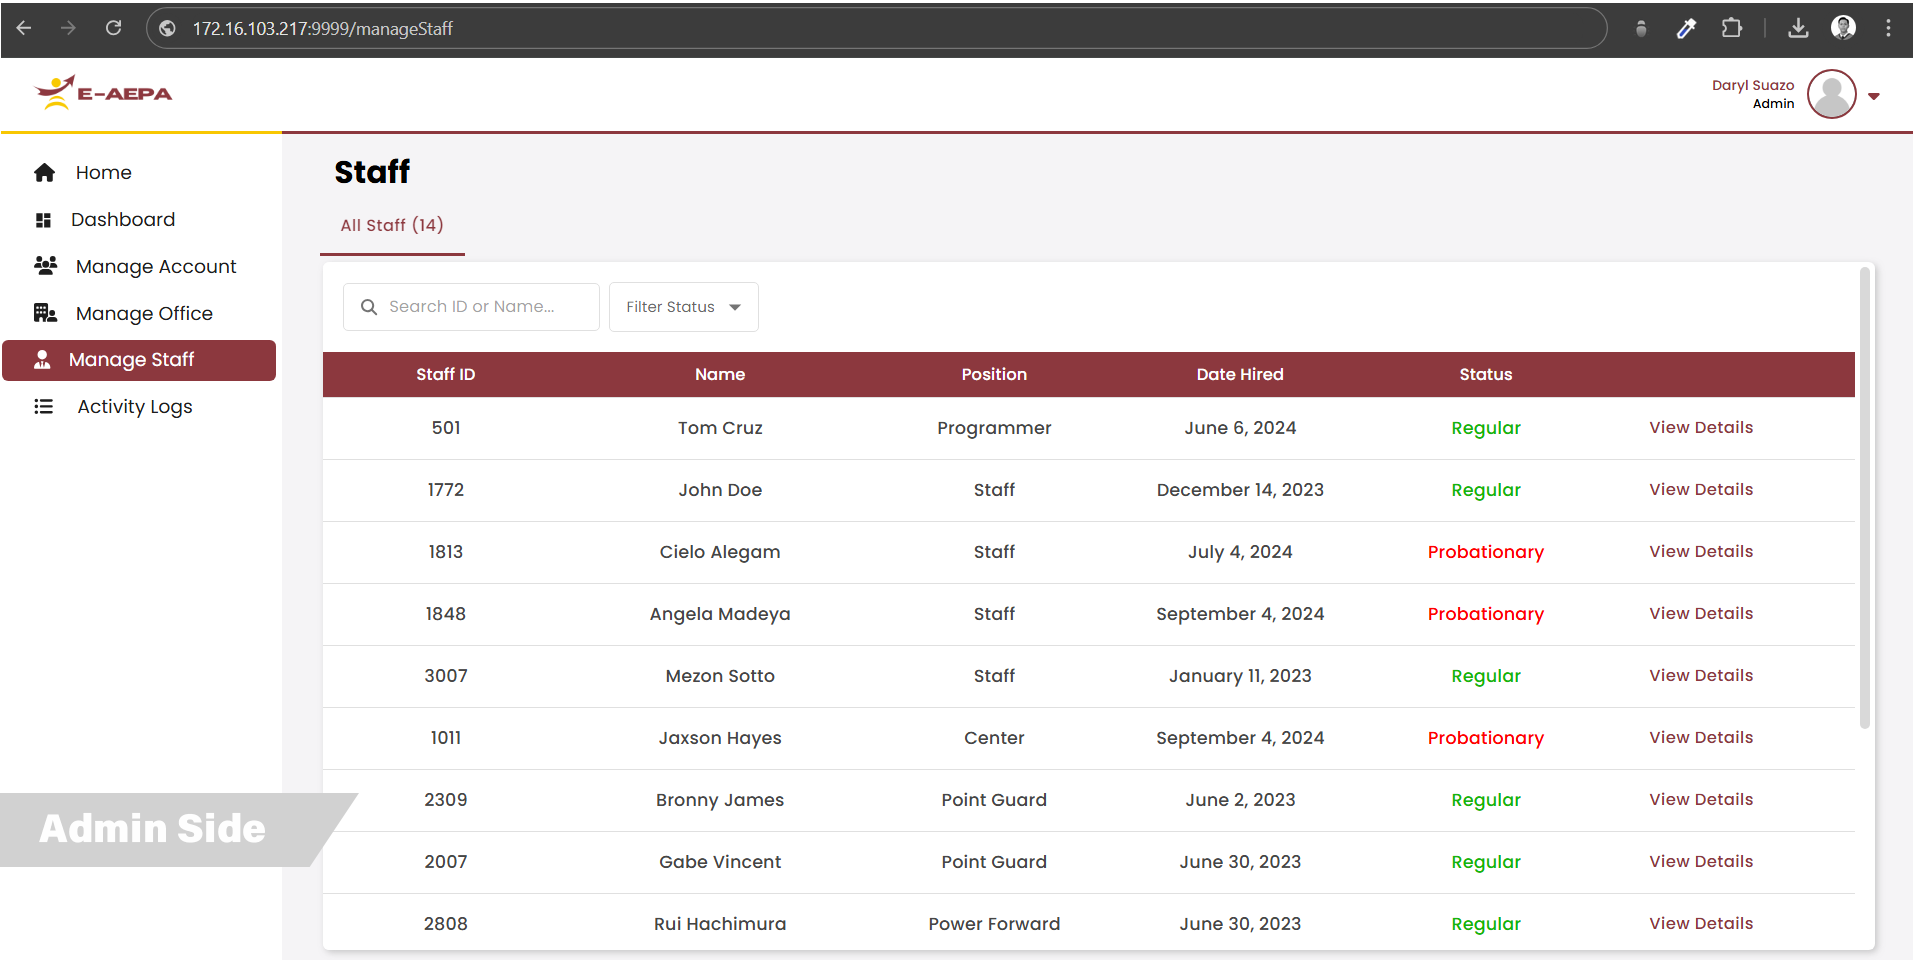 172.16.103.217:9999/manageStaff
E-AEPA
Daryl Suazo
Admin
Home
Dashboard
Manage Account
Manage Office
Manage Staff
Activity Logs
Staff
All Staff (14)
Search ID or Name...
Filter Status
Staff ID Name Position Date Hired Status
501 Tom Cruz Programmer June 6, 2024 Regular View Details
1772 John Doe Staff December 14, 2023 Regular View Details
1813 Cielo Alegam Staff July 4, 2024 Probationary View Details
1848 Angela Madeya Staff September 4, 2024 Probationary View Details
3007 Mezon Sotto Staff January 11, 2023 Regular View Details
1011 Jaxson Hayes Center September 4, 2024 Probationary View Details
2309 Bronny James Point Guard June 2, 2023 Regular View Details
2007 Gabe Vincent Point Guard June 30, 2023 Regular View Details
2808 Rui Hachimura Power Forward June 30, 2023 Regular View Details
Admin Side